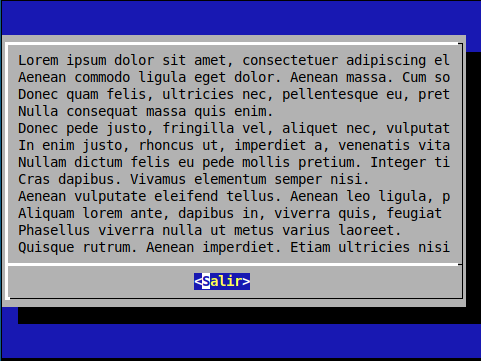 Lorem ipsum dolor sit amet, consectetuer adipiscing el
Aenean commodo ligula eget dolor. Aenean massa. Cum so
Donec quam felis, ultricies nec, pellentesque eu, pret
Nulla consequat massa quis enim.
Donec pede justo, fringilla vel, aliquet nec, vulputat
In enim justo, rhoncus ut, imperdiet a, venenatis vita
Nullam dictum felis eu pede mollis pretium. Integer ti
Cras dapibus. Vivamus elementum semper nisi.
Aenean vulputate eleifend tellus. Aenean leo ligula, p
Aliquam lorem ante, dapibus in, viverra quis, feugiat
Phasellus viverra nulla ut metus varius laoreet.
Quisque rutrum. Aenean imperdiet. Etiam ultricies nisi
<Salir>